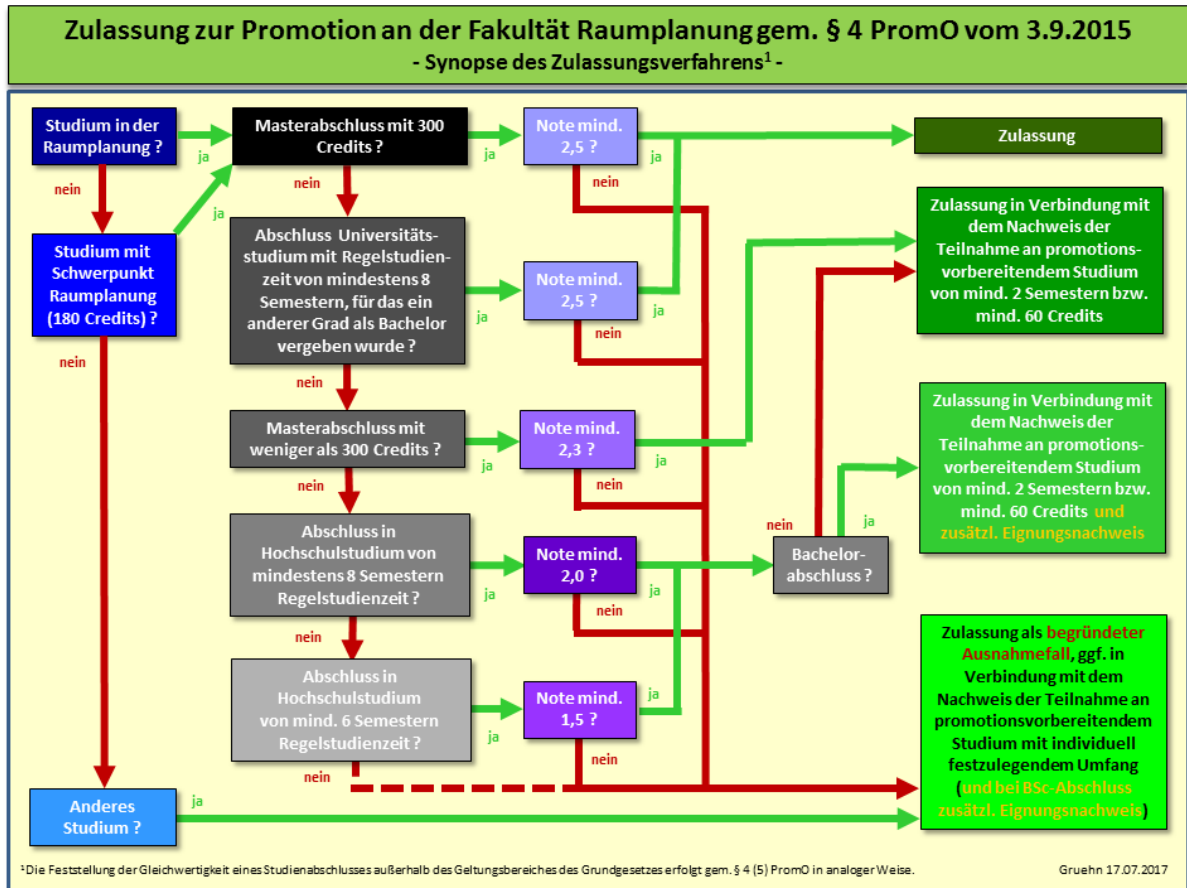 Zulassung zur Promotion an der Fakultät Raumplanung gem. § 4 PromO vom 3.9.2015
- Synopse des Zulassungsverfahrens¹ -
Studium in der
Raumplanung ?
ja
nein
Masterabschluss mit 300
Credits ?
ja
nein
Note mind.
2,5 ?
ja
nein
Zulassung
Studium mit
Schwerpunkt
Raumplanung
(180 Credits) ?
ja
nein
Abschluss Universitäts-
studium mit Regelstudien-
zeit von mindestens 8
Semestern, für das ein
anderer Grad als Bachelor
vergeben wurde ?
ja
nein
Note mind.
2,5 ?
ja
nein
Zulassung in Verbindung mit
dem Nachweis der
Teilnahme an promotions-
vorbereitendem Studium
von mind. 2 Semestern bzw.
mind. 60 Credits
Masterabschluss mit
weniger als 300 Credits ?
ja
nein
Note mind.
2,3 ?
ja
nein
Zulassung in Verbindung mit
dem Nachweis der
Teilnahme an promotions-
vorbereitendem Studium
von mind. 2 Semestern bzw.
mind. 60 Credits und
zusätzl. Eignungsnachweis
Abschluss in
Hochschulstudium von
mindestens 8 Semestern
Regelstudienzeit ?
ja
nein
Note mind.
2,0 ?
ja
nein
Bachelor-
abschluss ?
nein
ja
Abschluss in
Hochschulstudium
von mind. 6 Semestern
Regelstudienzeit ?
ja
nein
Note mind.
1,5 ?
ja
nein
Zulassung als begründeter
Ausnahmefall, ggf. in
Verbindung mit dem
Nachweis der Teilnahme an
promotionsvorbereitendem
Studium mit individuell
festzulegendem Umfang
(und bei BSc-Abschluss
zusätzl. Eignungsnachweis)
Anderes
Studium ?
ja
¹Die Feststellung der Gleichwertigkeit eines Studienabschlusses außerhalb des Geltungsbereiches des Grundgesetzes erfolgt gem. § 4 (5) PromO in analoger Weise.
Gruehn 17.07.2017